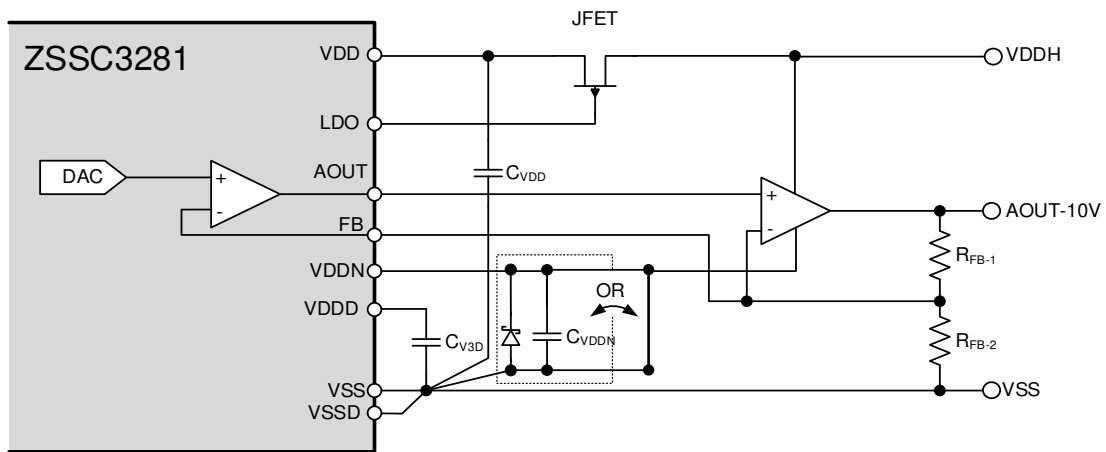 JFET
ZSSC3281
VDD
VDDH
LDO
DAC
+
-
AOUT
CVDD
+
-
AOUT-10V
FB
RFB-1
VDDN
OR
VDDD
CV3D
CVDDN
RFB-2
VSS
VSS
VSSD